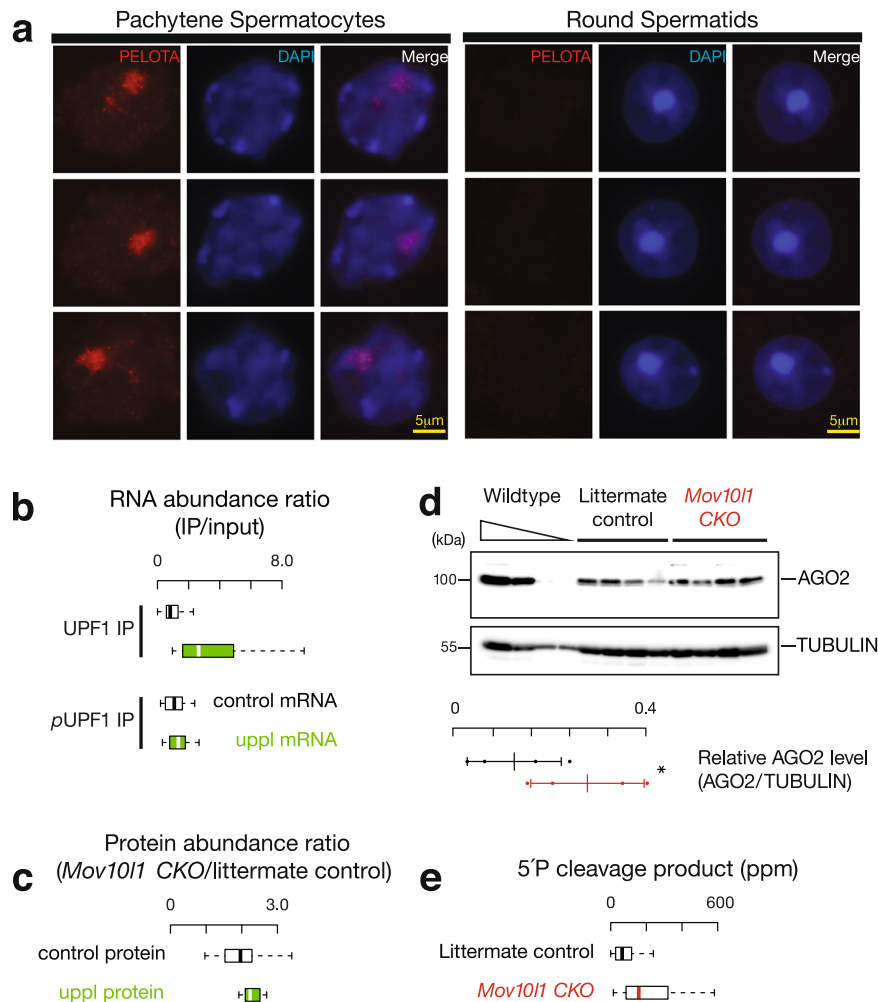 a
Pachytene Spermatocytes
Round Spermatids
PELOTA
DAPI
Merge
PELOTA
DAPI
Merge
5μm
5μm
b
RNA abundance ratio
(IP/input)
0
8.0
UPF1 IP
pUPF1 IP
control mRNA
uppl mRNA
c
Protein abundance ratio
(Mov10l1 CKO/littermate control)
0
3.0
control protein
uppl protein
d
Wildtype
Littermate
control
Mov10l1
CKO
(kDa)
100
AGO2
55
TUBULIN
0
0.4
*
Relative AGO2 level
(AGO2/TUBULIN)
e
5´P cleavage product (ppm)
0
600
Littermate control
Mov10l1 CKO